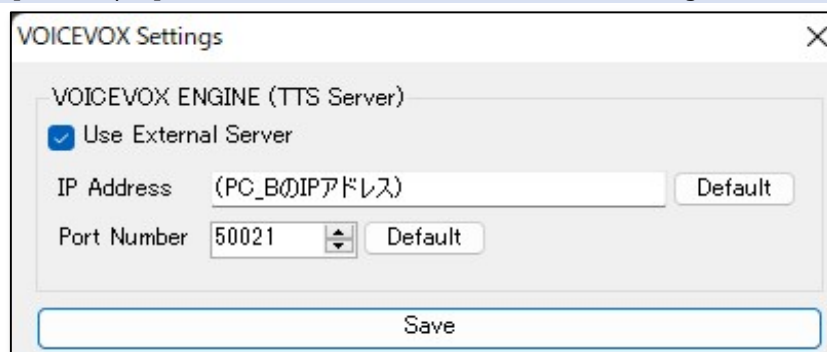 VOICEVOX Settings
VOICEVOX ENGINE (TTS Server)
Use External Server
IP Address (PC_BのIPアドレス) Default
Port Number 50021 Default
Save